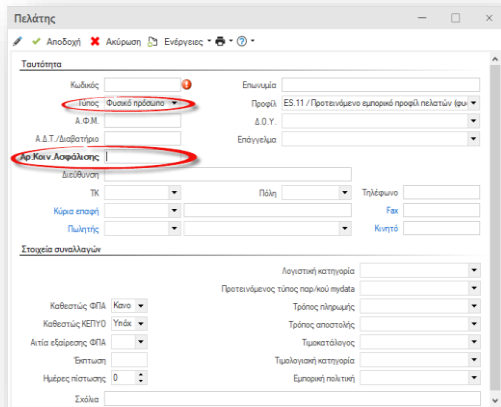 Πελάτης
Αποδοχή Ακύρωση Ενέργειες
Ταυτότητα
Κωδικός Επωνυμία
Τύπος Φυσικό πρόσωπο Προφίλ ES.11 / Προτεινόμενο εμπορικό προφίλ πελατών (φυσ
Α.Φ.Μ. Δ.Ο.Υ.
Α.Δ.Τ./Διαβατήριο Επάγγελμα
Αρ.Κοιν.Ασφάλισης
Διεύθυνση
ΤΚ Πόλη Τηλέφωνο
Κύρια επαφή Fax
Πωλητής Κινητό
Στοιχεία συναλλαγών
Λογιστική κατηγορία
Προτεινόμενος τύπος παρ/κού mydata
Καθεστώς ΦΠΑ Κανο Τρόπος πληρωμής
Καθεστώς ΚΕΠΥΟ Υπόχ Τρόπος αποστολής
Αιτία εξαίρεσης ΦΠΑ Τιμοκατάλογος
Έκπτωση Τιμολογιακή κατηγορία
Ημέρες πίστωσης 0 Εμπορική πολιτική
Σχόλια